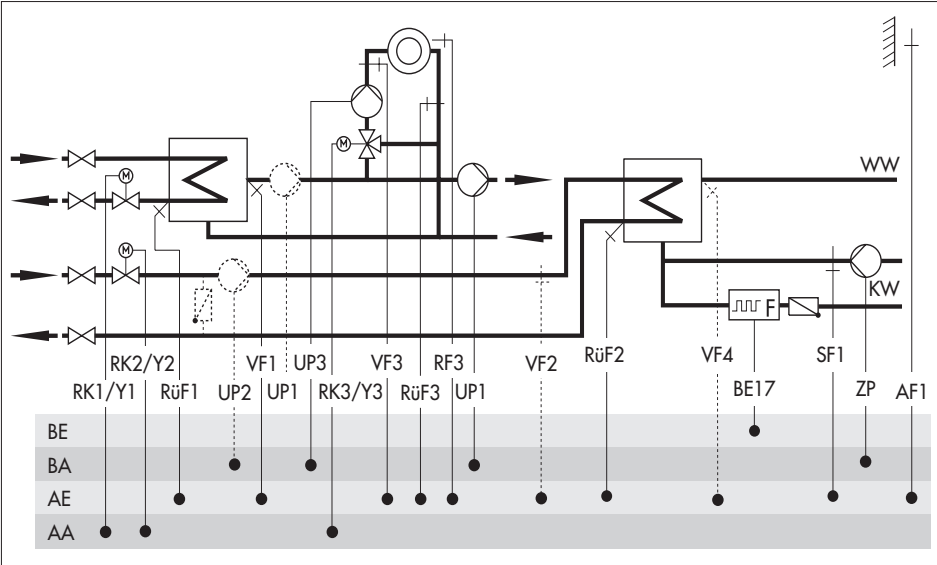 M
M
M
WW
F
KW
RK2/Y2 VF1 UP3 VF3 RF3 VF2 RüF2 VF4 SF1
RK1/Y1 RüF1 UP2 UP1 RK3/Y3 RüF3 UP1 BE17 ZP AF1
BE
BA
AE
AA